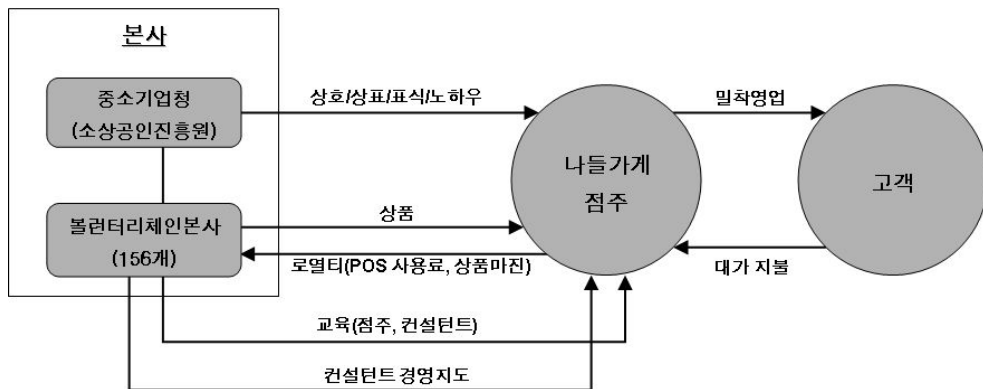 본사
중소기업청
(소상공인진흥원)
상호/상표/표식/노하우
밀착영업
나들가게
점주
고객
볼런터리체인본사
(156개)
상품
로열티(POS 사용료, 상품마진)
대가 지불
교육(점주, 컨설턴트)
컨설턴트 경영지도